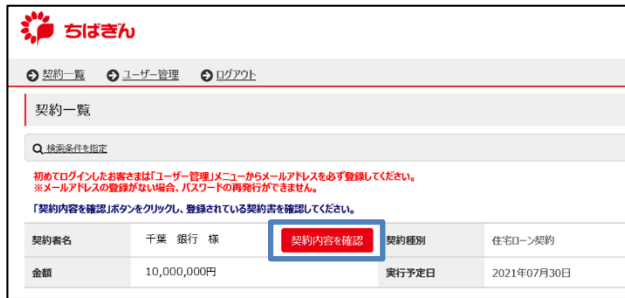 ちばぎん
契約一覧 ユーザー管理 ログアウト
契約一覧
検索条件を指定
初めてログインしたお客さまは「ユーザー管理」メニューからメールアドレスを必ず登録してください。
※メールアドレスの登録がない場合、パスワードの再発行ができません。
「契約内容を確認」ボタンをクリックし、登録されている契約書を確認してください。
契約者名 千葉 銀行 様 契約内容を確認 契約種別 住宅ローン契約
金額 10,000,000円 実行予定日 2021年07月30日